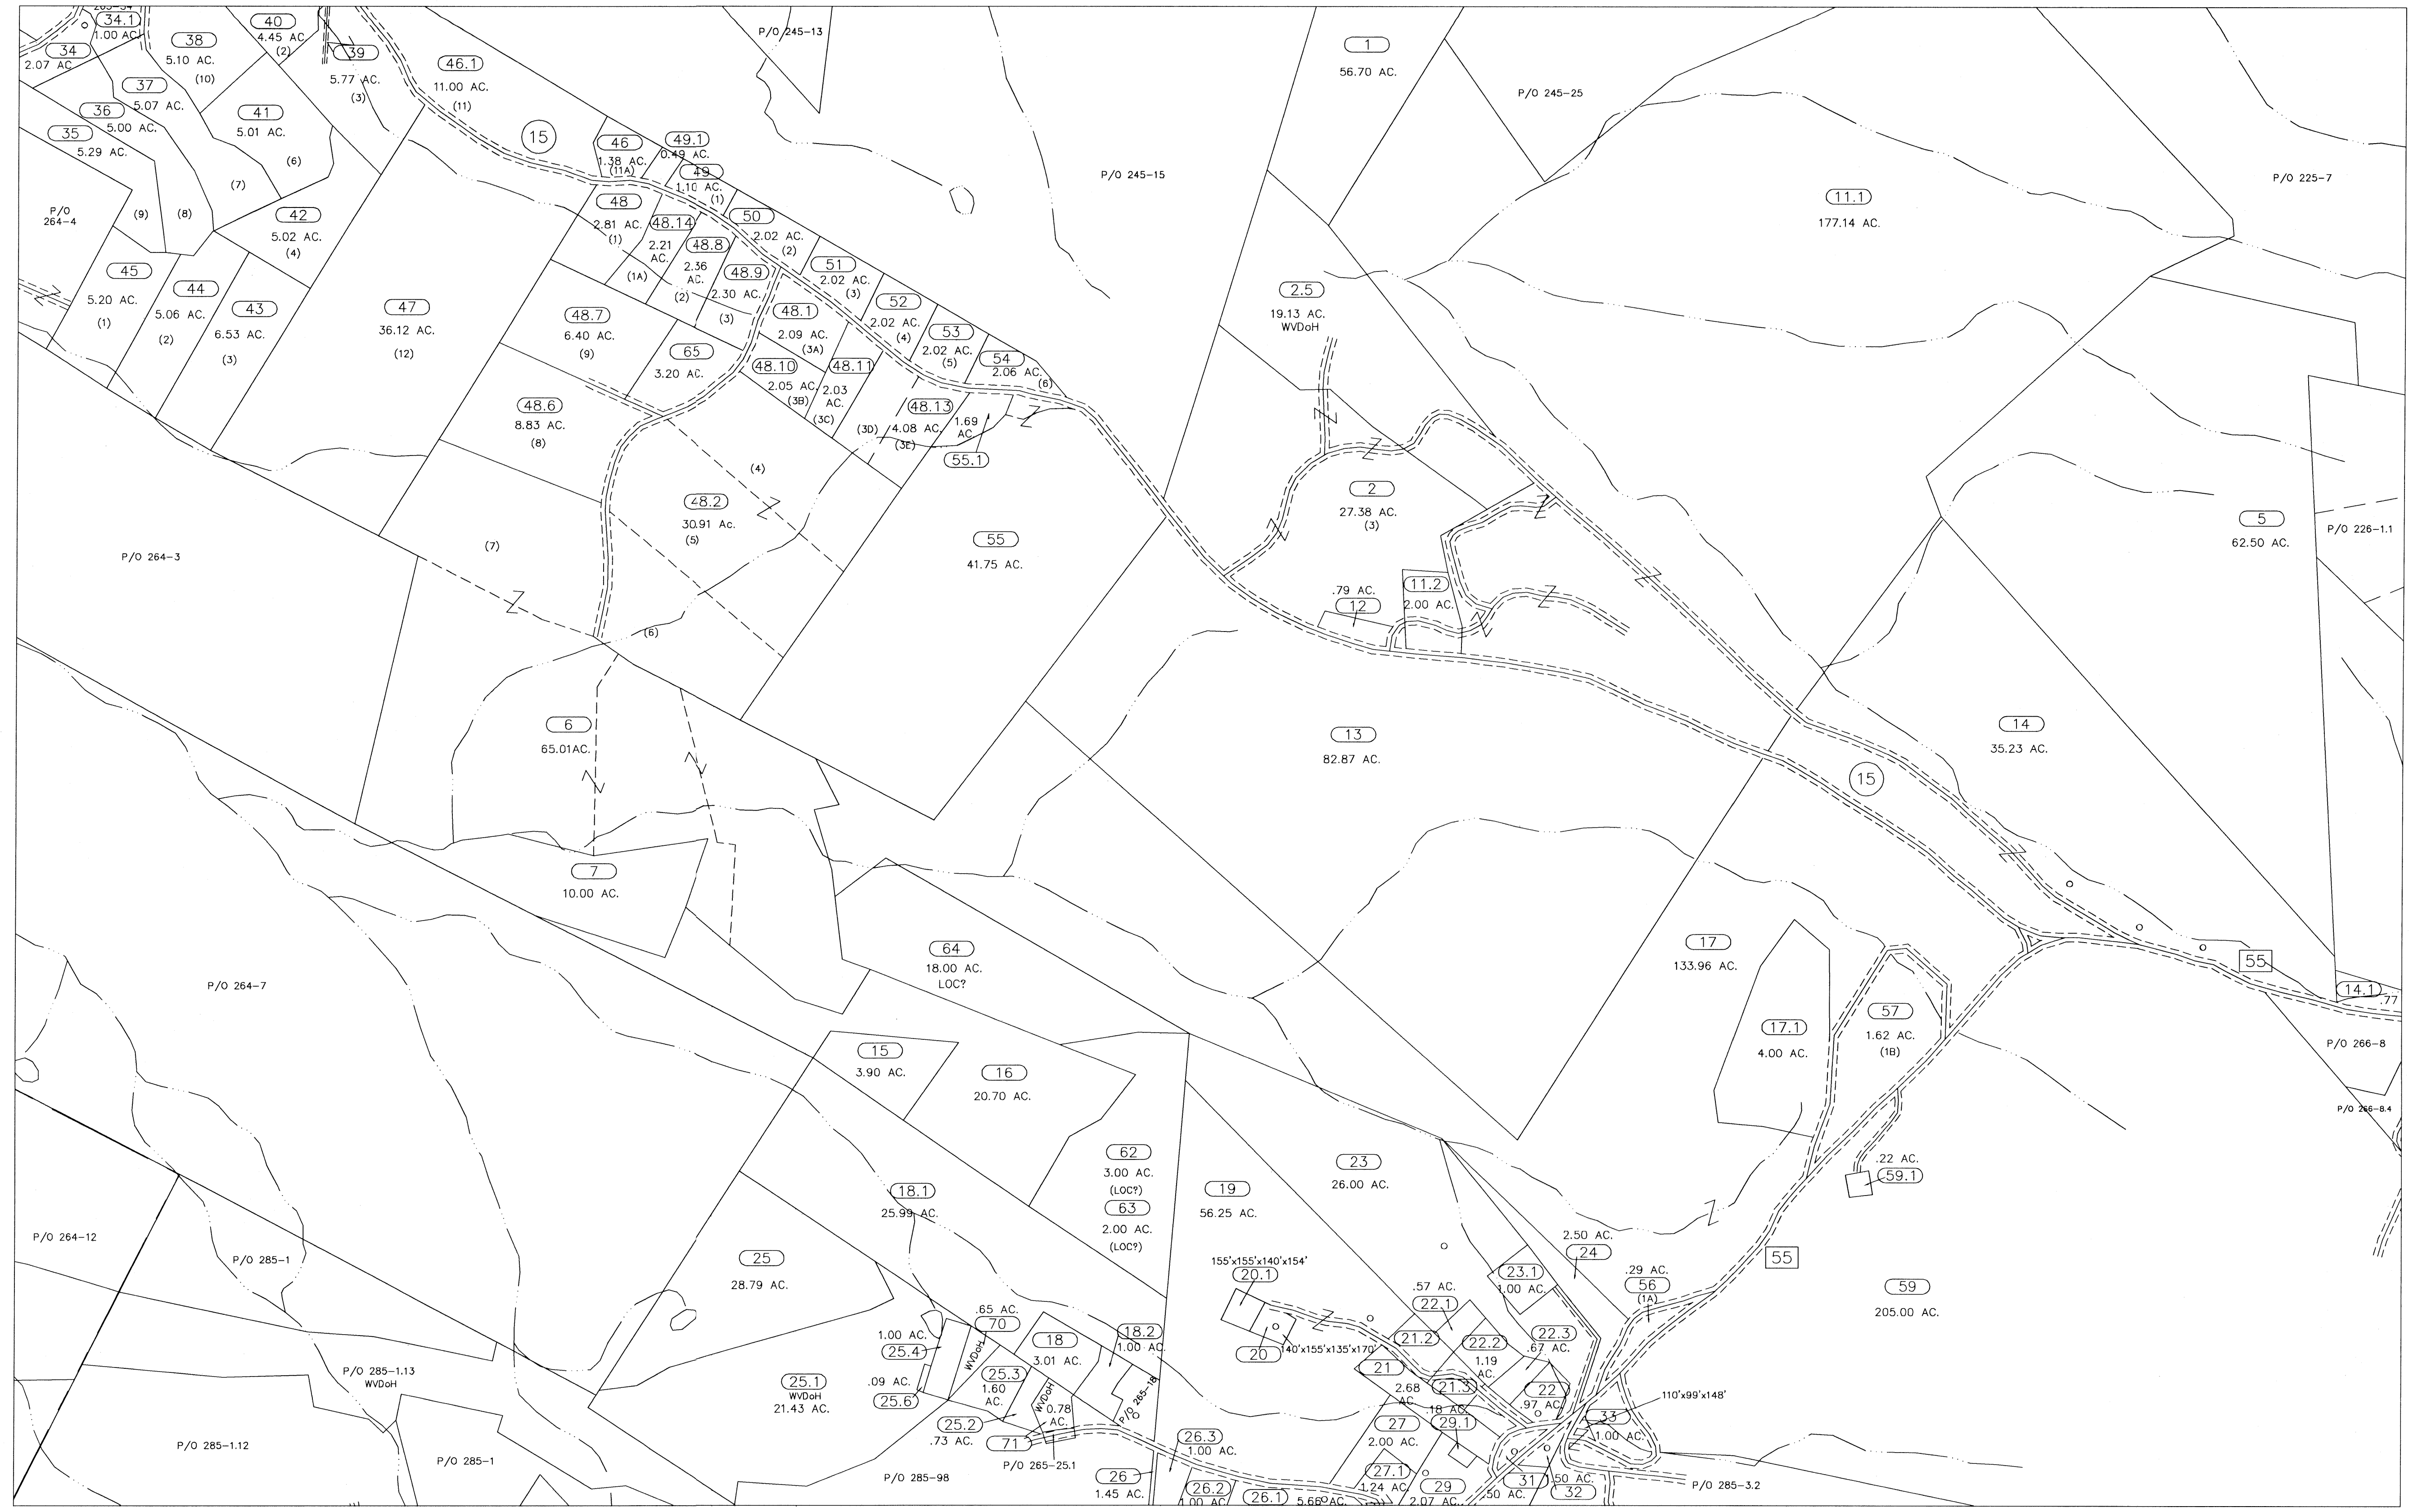 34.1
1.00 AC.
34
2.07 AC
38
5.10 AC.
(10)
40
4.45 AC
(2)
39
5.77 AC.
(3)
46.1
11.00 AC.
(11)
37
5.07 AC.
36
5.00 AC.
35
5.29 AC.
41
5.01 AC.
(6)
(7)
(8)
(9)
P/O
264-4
42
5.02 AC.
(4)
45
5.20 AC.
(1)
44
5.06 AC.
(2)
43
6.53 AC.
(3)
47
36.12 AC.
(12)
15
46
1.38 AC.
(11A)
49.1
0.49 AC.
49
1.10 AC.
(1)
48
2.81 AC.
(1)
48.14
2.21
AC.
(1A)
48.8
2.36
AC.
(2)
48.9
2.30 AC.
(3)
50
2.02 AC.
(2)
51
2.02 AC.
(3)
52
2.02 AC.
(4)
53
2.02 AC.
(5)
54
2.06 AC.
(6)
48.1
2.09 AC.
(3A)
48.10
2.05 AC.
(3B)
48.11
2.03
AC.
(3C)
48.7
6.40 AC.
(9)
65
3.20 AC.
48.6
8.83 AC.
(8)
48.13
4.08 AC.
(3D)
(3E)
1.69
AC
55.1
(4)
48.2
30.91 Ac.
(5)
(7)
(6)
55
41.75 AC.
P/O 264-3
P/O 245-13
P/O 245-15
1
56.70 AC.
P/O 245-25
11.1
177.14 AC.
P/O 225-7
2.5
19.13 AC.
WVDoH
2
27.38 AC.
(3)
5
62.50 AC.
P/O 226-1.1
.79 AC.
12
11.2
2.00 AC.
6
65.01AC.
7
10.00 AC.
13
82.87 AC.
14
35.23 AC.
15
64
18.00 AC.
LOC?
P/O 264-7
17
133.96 AC.
17.1
4.00 AC.
57
1.62 AC.
(1B)
55
14.1
.77
P/O 266-8
P/O 266-8.4
15
3.90 AC.
16
20.70 AC.
62
3.00 AC.
(LOC?)
63
2.00 AC.
(LOC?)
19
56.25 AC.
23
26.00 AC.
.22 AC.
59.1
18.1
25.99 AC.
P/O 264-12
P/O 285-1
25
28.79 AC.
155'x155'x140'x154'
20.1
20
140'x155'x135'x170'
2.50 AC.
24
23.1
1.00 AC.
.29 AC.
56
(1A)
55
59
205.00 AC.
.57 AC.
22.1
21.2
22.2
1.19
AC.
22.3
.67 AC.
21
2.68
AC.
21.3
.18 AC.
22
.97 AC.
1.00 AC.
25.4
.65 AC.
70
WVDoH
18
3.01 AC.
18.2
1.00 AC.
.09 AC.
25.6
25.3
1.60
AC.
WVDoH
0.78
AC.
25.2
.73 AC.
71
P/O 265-18
P/O 265-25.1
25.1
WVDoH
21.43 AC.
P/O 285-1.13
WVDoH
P/O 285-1.12
P/O 285-1
P/O 285-98
26
1.45 AC.
26.3
1.00 AC.
26.2
1.00 AC.
26.1
5.66 AC.
27
2.00 AC.
27.1
1.24 AC.
29.1
29
2.07 AC.
31
.50 AC.
.50 AC.
32
33
1.00 AC.
110'x99'x148'
P/O 285-3.2